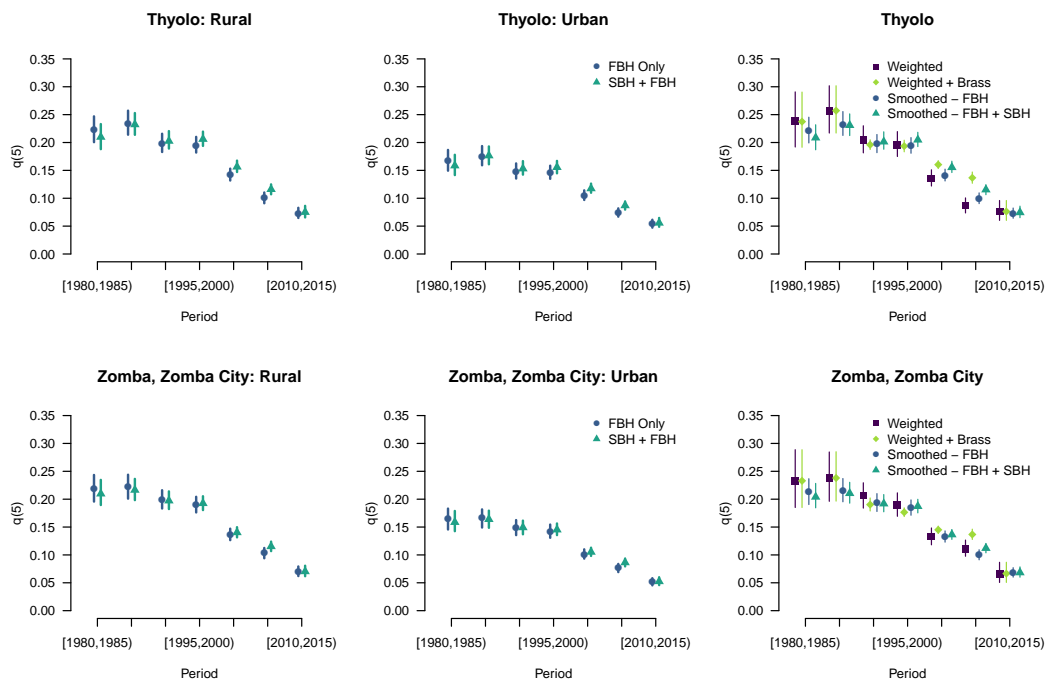 Thyolo: Rural
0.35
0.30
0.25
0.20
0.15
0.10
0.05
0.00
q(5)
[1980,1985)
[1995,2000)
[2010,2015)
Period
Thyolo: Urban
FBH Only
SBH + FBH
0.35
0.30
0.25
0.20
0.15
0.10
0.05
0.00
q(5)
[1980,1985)
[1995,2000)
[2010,2015)
Period
Thyolo
Weighted
Weighted + Brass
Smoothed − FBH
Smoothed − FBH + SBH
0.35
0.30
0.25
0.20
0.15
0.10
0.05
0.00
q(5)
[1980,1985)
[1995,2000)
[2010,2015)
Period
Zomba, Zomba City: Rural
0.35
0.30
0.25
0.20
0.15
0.10
0.05
0.00
q(5)
[1980,1985)
[1995,2000)
[2010,2015)
Period
Zomba, Zomba City: Urban
FBH Only
SBH + FBH
0.35
0.30
0.25
0.20
0.15
0.10
0.05
0.00
q(5)
[1980,1985)
[1995,2000)
[2010,2015)
Period
Zomba, Zomba City
Weighted
Weighted + Brass
Smoothed − FBH
Smoothed − FBH + SBH
0.35
0.30
0.25
0.20
0.15
0.10
0.05
0.00
q(5)
[1980,1985)
[1995,2000)
[2010,2015)
Period